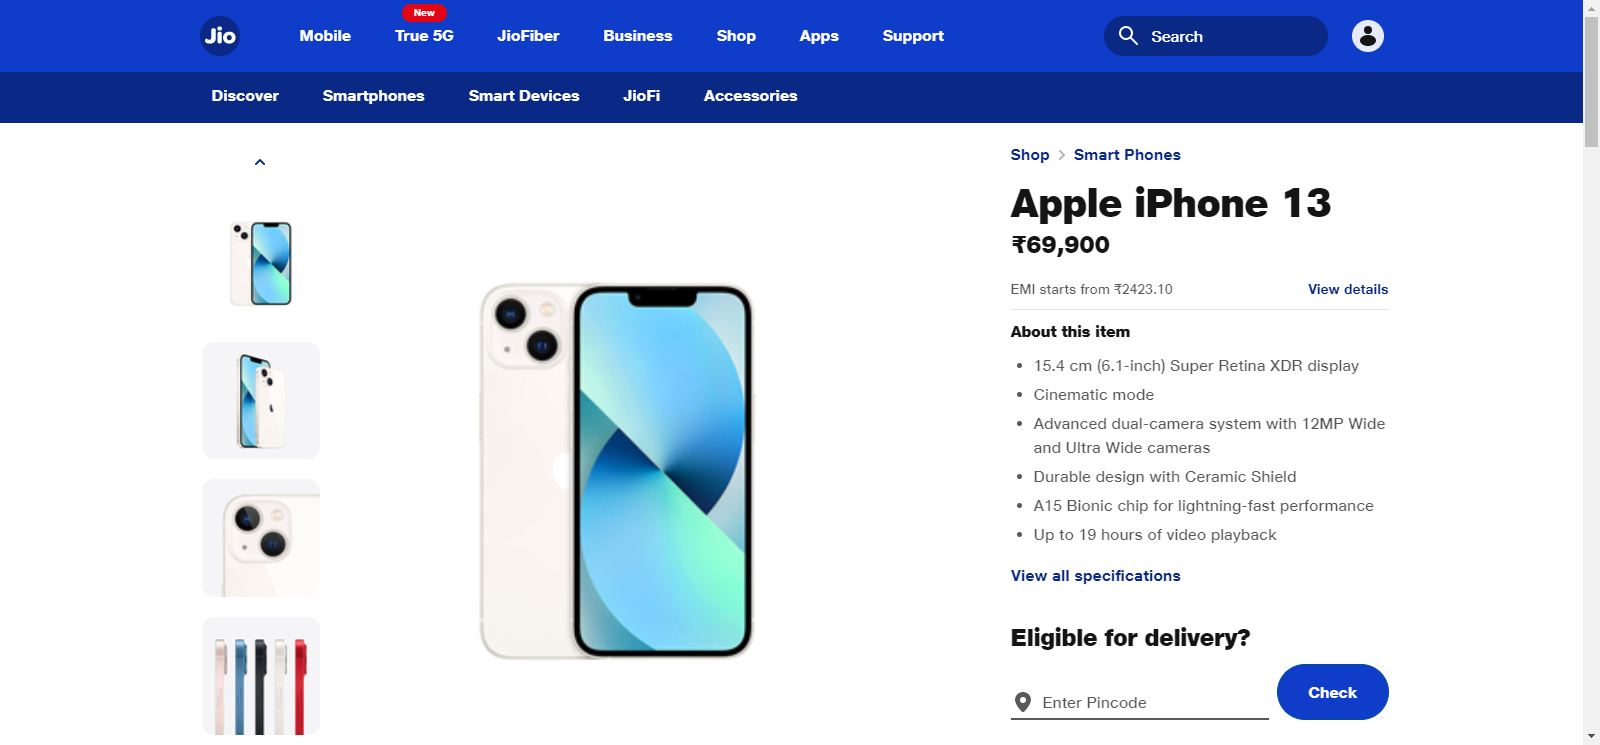 New
Jio
Mobile
True 5G
JioFiber
Business
Shop
Apps
Support
Search
Discover
Smartphones
Smart Devices
JioFi
Accessories
Shop > Smart Phones
Apple iPhone 13
₹69,900
EMI starts from ₹2423.10
View details
About this item
• 15.4 cm (6.1-inch) Super Retina XDR display
• Cinematic mode
• Advanced dual-camera system with 12MP Wide
and Ultra Wide cameras
• Durable design with Ceramic Shield
• A15 Bionic chip for lightning-fast performance
• Up to 19 hours of video playback
View all specifications
Eligible for delivery?
Enter Pincode
Check